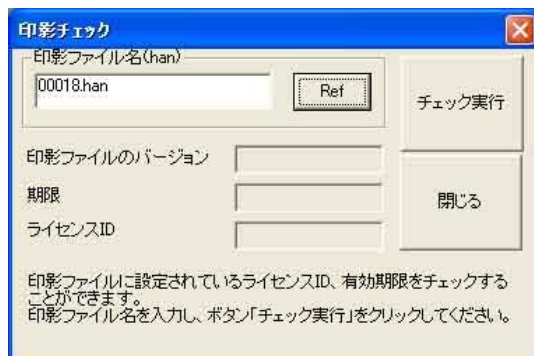 印影チェック
印影ファイル名(han)
00018.han
Ref
チェック実行
印影ファイルのバージョン
期限
ライセンスID
閉じる
印影ファイルに設定されているライセンスID、有効期限をチェックする
ことができます。
印影ファイル名を入力し、ボタン「チェック実行」をクリックしてください。